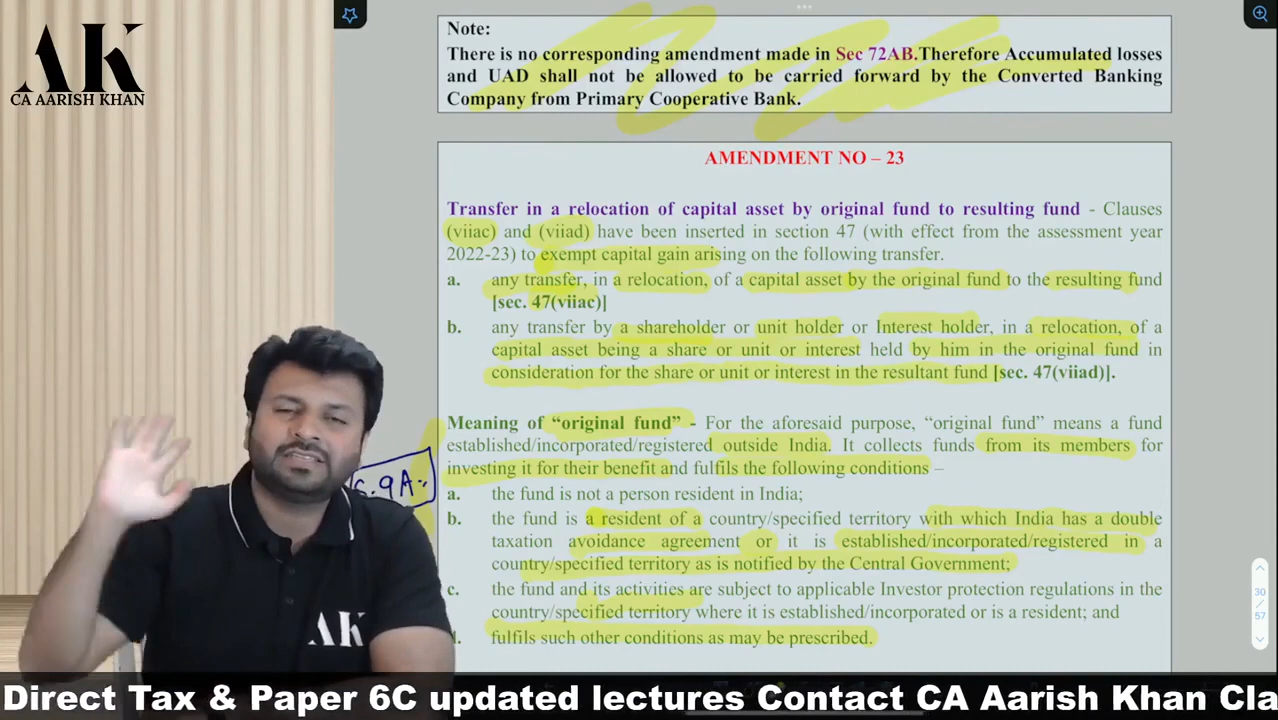 AK
CA AARISH KHAN
Note:
There is no corresponding amendment made in Sec 72AB.Therefore Accumulated losses
and UAD shall not be allowed to be carried forward by the Converted Banking
Company from Primary Cooperative Bank.
AMENDMENT NO – 23
Transfer in a relocation of capital asset by original fund to resulting fund - Clauses
(viiac) and (viiad) have been inserted in section 47 (with effect from the assessment year
2022-23) to exempt capital gain arising on the following transfer.
a. any transfer, in a relocation, of a capital asset by the original fund to the resulting fund
[sec. 47(viiac)]
b. any transfer by a shareholder or unit holder or Interest holder, in a relocation, of a
capital asset being a share or unit or interest held by him in the original fund in
consideration for the share or unit or interest in the resultant fund [sec. 47(viiad)].
Meaning of “original fund” - For the aforesaid purpose, “original fund” means a fund
established/incorporated/registered outside India. It collects funds from its members for
investing it for their benefit and fulfils the following conditions –
S. 9A
a. the fund is not a person resident in India;
b. the fund is a resident of a country/specified territory with which India has a double
taxation avoidance agreement or it is established/incorporated/registered in a
country/specified territory as is notified by the Central Government;
c. the fund and its activities are subject to applicable Investor protection regulations in the
country/specified territory where it is established/incorporated or is a resident; and
d. fulfils such other conditions as may be prescribed.
30
/
57
AK
Direct Tax & Paper 6C updated lectures Contact CA Aarish Khan Cla